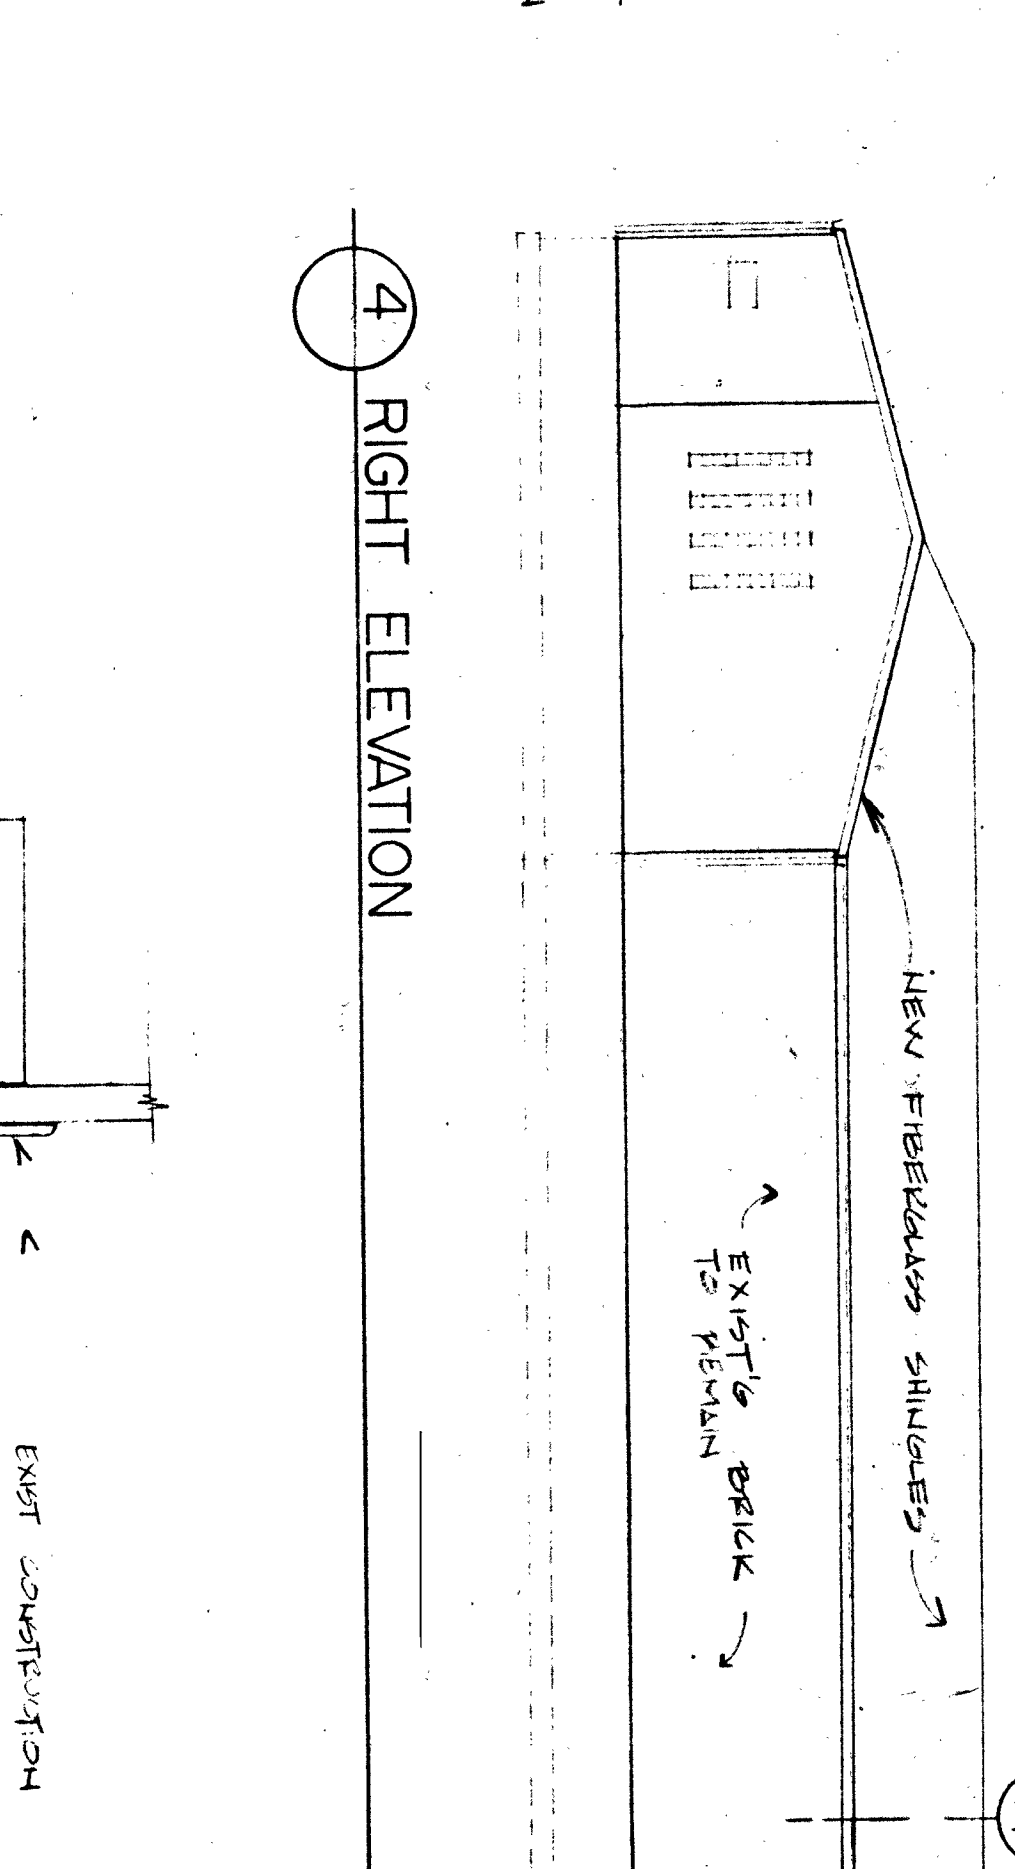 NEW FIBERGLASS SHINGLES
EXIST'G BRICK
TO REMAIN
4 RIGHT ELEVATION
EXIST CONSTRUCTION